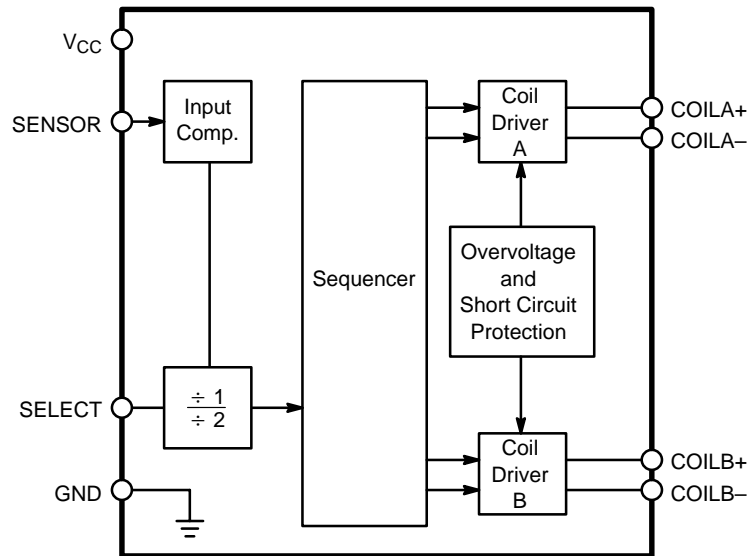 VCC
SENSOR
Input
Comp.
Sequencer
Coil
Driver
A
COILA+
COILA–
Overvoltage
and
Short Circuit
Protection
SELECT
÷ 1
÷ 2
GND
Coil
Driver
B
COILB+
COILB–